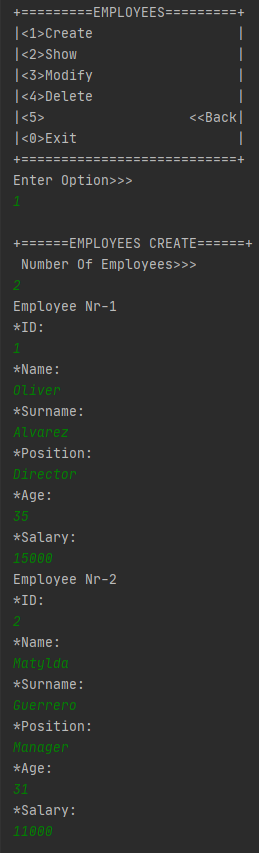 +=========EMPLOYEES=========+
|<1>Create                  |
|<2>Show                    |
|<3>Modify                  |
|<4>Delete                  |
|<5>                  <<Back|
|<0>Exit                    |
+===========================+
Enter Option>>>
1
+======EMPLOYEES CREATE======+
 Number Of Employees>>>
2
Employee Nr-1
*ID:
1
*Name:
Oliver
*Surname:
Alvarez
*Position:
Director
*Age:
35
*Salary:
15000
Employee Nr-2
*ID:
2
*Name:
Matylda
*Surname:
Guerrero
*Position:
Manager
*Age:
31
*Salary:
11000